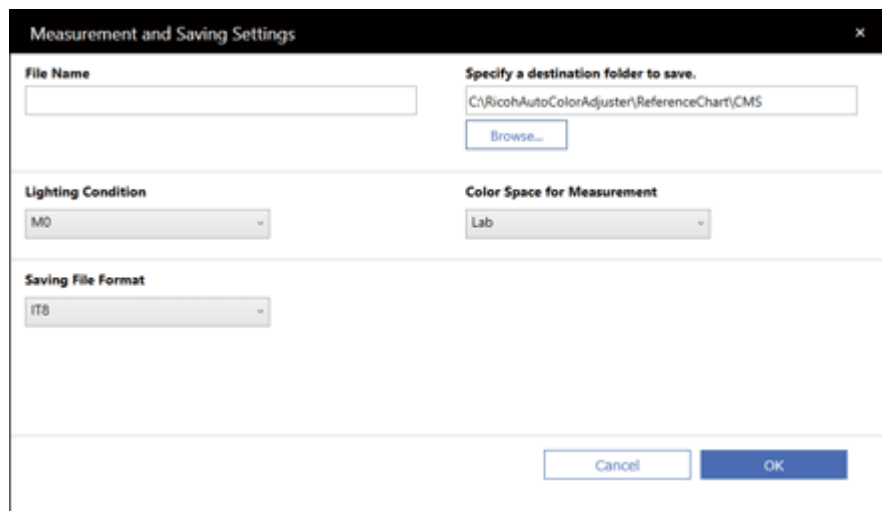 Measurement and Saving Settings ×
File Name
Specify a destination folder to save.
C:\RicohAutoColorAdjuster\ReferenceChart\CMS
Browse...
Lighting Condition
Color Space for Measurement
M0
Lab
Saving File Format
IT8
Cancel
OK